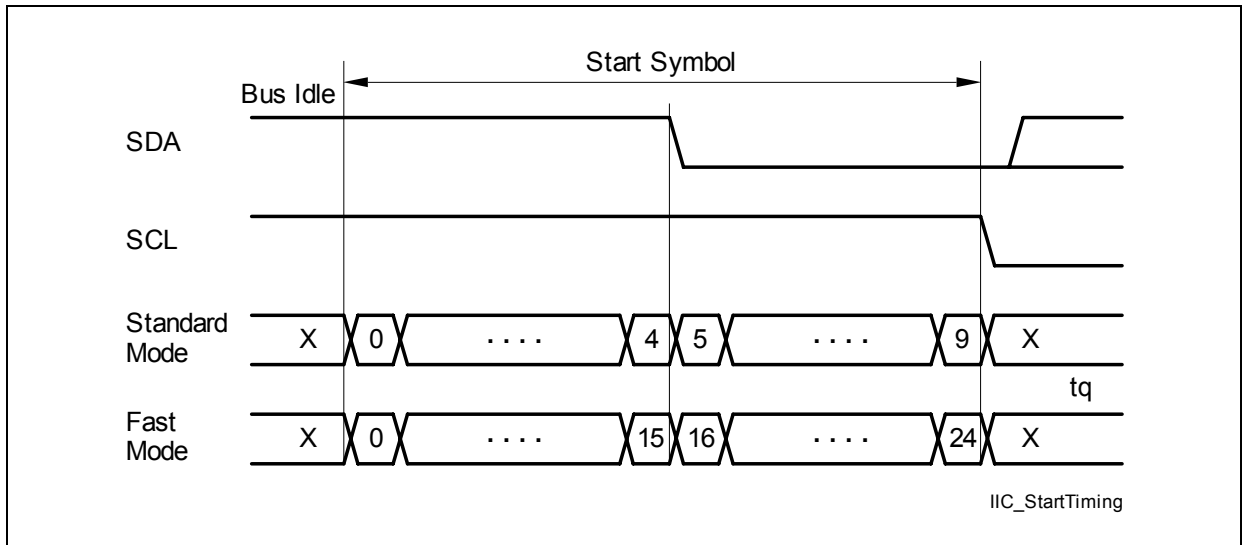 Start Symbol
Bus Idle
SDA
SCL
Standard
Mode
X 0 . . . . 4 5 . . . . 9 X
tq
Fast
Mode
X 0 . . . . 15 16 . . . . 24 X
IIC_StartTiming